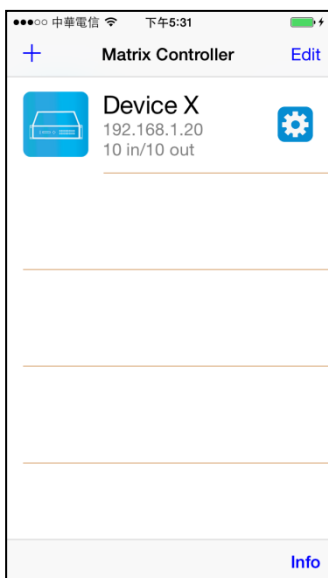 中華電信 下午5:31
+ Matrix Controller Edit
Device X
192.168.1.20
10 in/10 out
Info